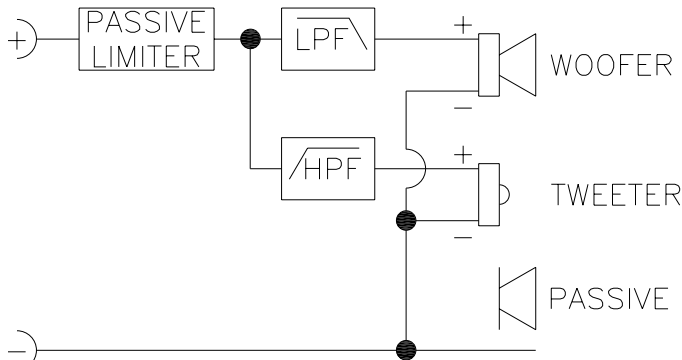 PASSIVE
LIMITER
LPF
+
+
WOOFER
−
HPF
+
TWEETER
−
PASSIVE
−